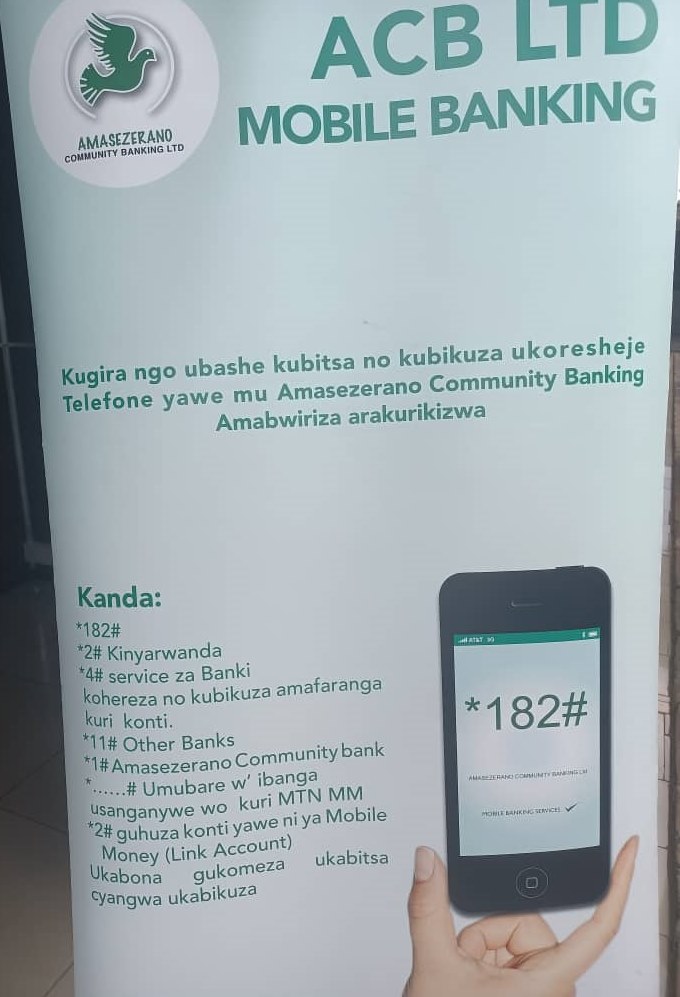 ACB LTD
MOBILE BANKING
AMASEZERANO
COMMUNITY BANKING LTD
Kugira ngo ubashe kubitsa no kubikuza ukoresheje
Telefone yawe mu Amasezerano Community Banking
Amabwiriza arakurikizwa
Kanda:
*182#
*2# Kinyarwanda
*4# service za Banki
kohereza no kubikuza amafaranga
kuri konti.
*11# Other Banks
*1# Amasezerano Community bank
*......# Umubare w' ibanga
usanganywe wo kuri MTN MM
*2# guhuza konti yawe ni ya Mobile
Money (Link Account)
Ukabona gukomeza ukabitsa
cyangwa ukabikuza
AT&T 3G
*182#
AMASEZERANO COMMUNITY BANKING Ltd
MOBILE BANKING SERVICES